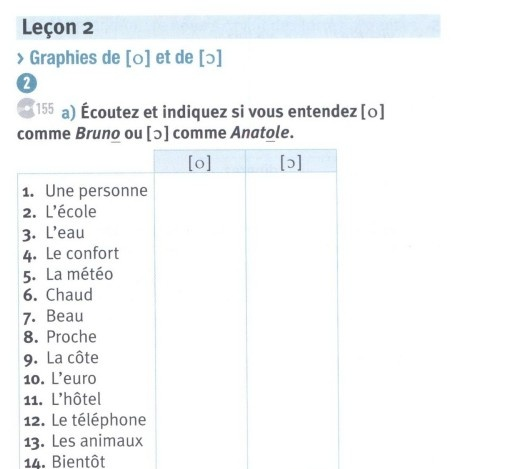 Leçon 2
› Graphies de [o] et de [ɔ]
2
155 a) Écoutez et indiquez si vous entendez [o]
comme Bruno ou [ɔ] comme Anatole.
[o] [ɔ]
1. Une personne
2. L'école
3. L'eau
4. Le confort
5. La météo
6. Chaud
7. Beau
8. Proche
9. La côte
10. L'euro
11. L'hôtel
12. Le téléphone
13. Les animaux
14. Bientôt